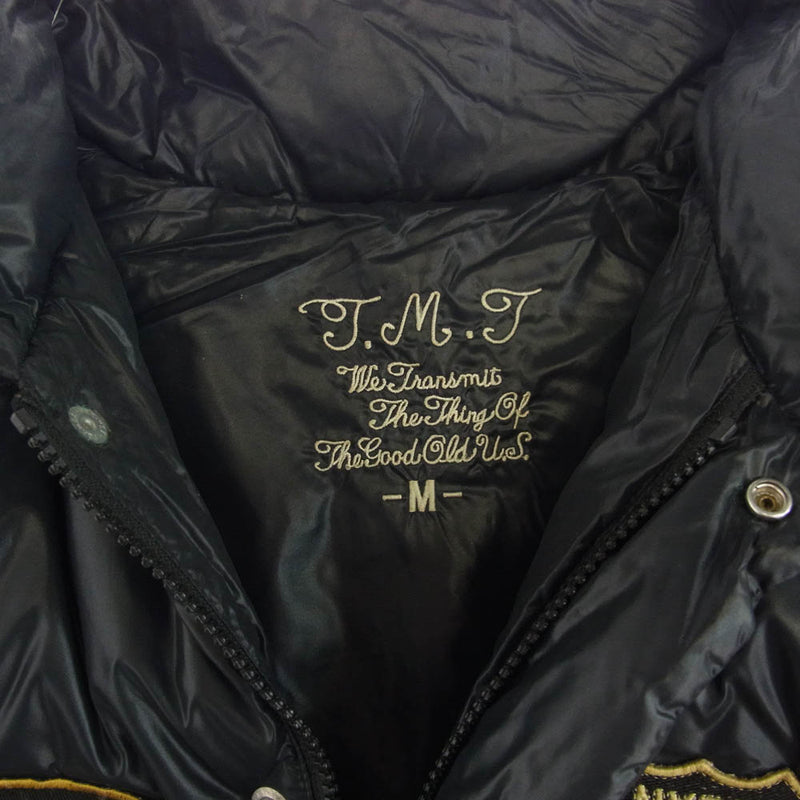 T.M.T
We Transmit
The Thing Of
The Good Old U.S.
-M-